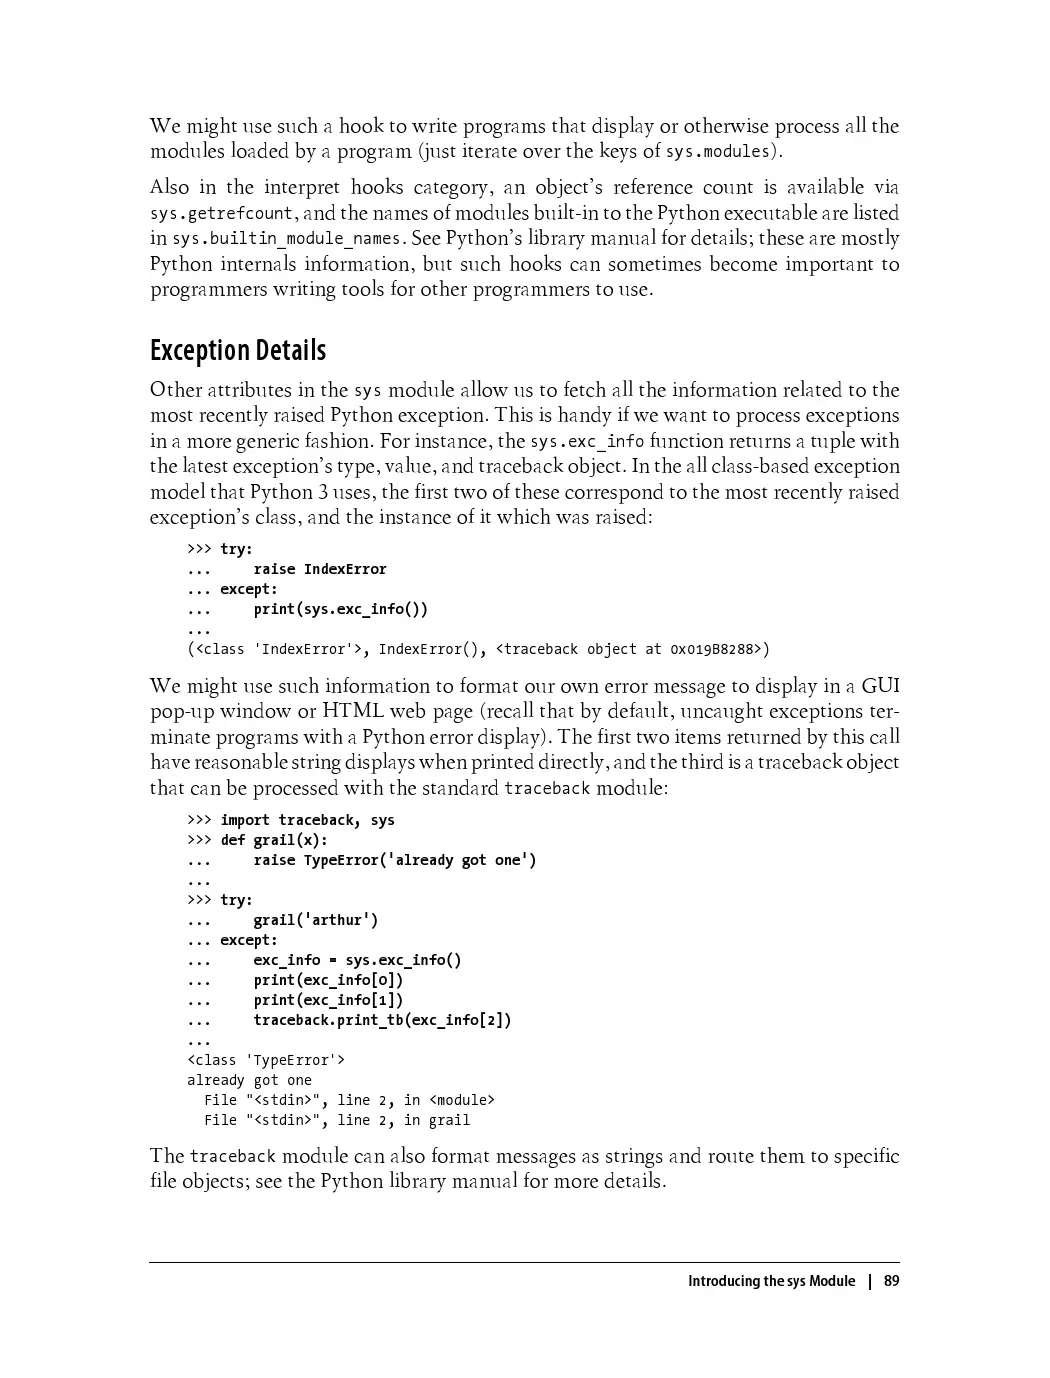 We might use such a hook to write programs that display or otherwise process all the
modules loaded by a program (just iterate over the keys of sys.modules).
Also in the interpret hooks category, an object’s reference count is available via
sys.getrefcount, and the names of modules built-in to the Python executable are listed
in sys.builtin_module_names. See Python’s library manual for details; these are mostly
Python internals information, but such hooks can sometimes become important to
programmers writing tools for other programmers to use.
Exception Details
Other attributes in the sys module allow us to fetch all the information related to the
most recently raised Python exception. This is handy if we want to process exceptions
in a more generic fashion. For instance, the sys.exc_info function returns a tuple with
the latest exception’s type, value, and traceback object. In the all class-based exception
model that Python 3 uses, the first two of these correspond to the most recently raised
exception’s class, and the instance of it which was raised:
>>> try:
...     raise IndexError
... except:
...     print(sys.exc_info())
...
(<class 'IndexError'>, IndexError(), <traceback object at 0x019B8288>)
We might use such information to format our own error message to display in a GUI
pop-up window or HTML web page (recall that by default, uncaught exceptions ter-
minate programs with a Python error display). The first two items returned by this call
have reasonable string displays when printed directly, and the third is a traceback object
that can be processed with the standard traceback module:
>>> import traceback, sys
>>> def grail(x):
...     raise TypeError('already got one')
...
>>> try:
...     grail('arthur')
... except:
...     exc_info = sys.exc_info()
...     print(exc_info[0])
...     print(exc_info[1])
...     traceback.print_tb(exc_info[2])
...
<class 'TypeError'>
already got one
  File "<stdin>", line 2, in <module>
  File "<stdin>", line 2, in grail
The traceback module can also format messages as strings and route them to specific
file objects; see the Python library manual for more details.
Introducing the sys Module | 89